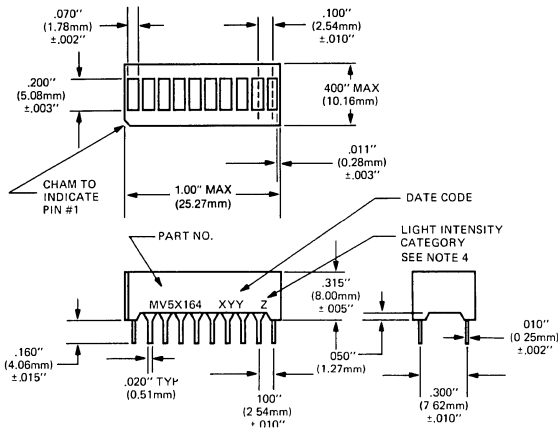 .070"
(1.78mm)
±.002"
.100"
(2.54mm)
±.010"
.200"
(5.08mm)
±.003"
400" MAX
(10.16mm)
.011"
(0.28mm)
±.003"
CHAM TO
INDICATE
PIN #1
1.00" MAX
(25.27mm)
DATE CODE
PART NO.
LIGHT INTENSITY
CATEGORY
SEE NOTE 4
.315"
(8.00mm)
±005"
MV5X164 XYY Z
.160"
(4.06mm)
±.015"
.020" TYP
(0.51mm)
100"
(2 54mm)
±.010"
.050"
(1.27mm)
010"
(0 25mm)
±.002"
.300"
(7 62mm)
±.010"